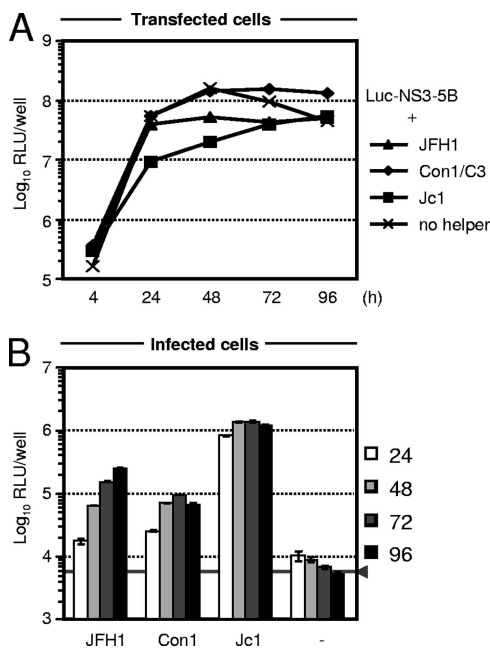 A
Transfected cells
9
8
7
6
5
Log10 RLU/well
4 24 48 72 96 (h)
Luc-NS3-5B
+
JFH1
Con1/C3
Jc1
no helper
B
Infected cells
7
6
5
4
3
Log10 RLU/well
JFH1 Con1 Jc1 -
24
48
72
96